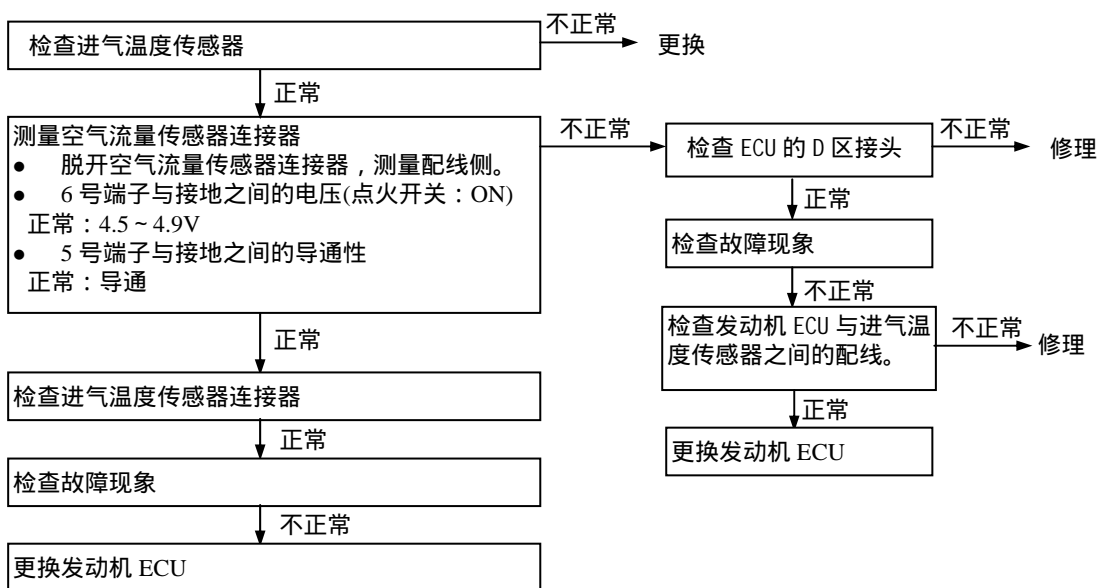 检查进气温度传感器
不正常
更换
正常
测量空气流量传感器连接器
● 脱开空气流量传感器连接器，测量配线侧。
● 6 号端子与接地之间的电压(点火开关：ON)
正常：4.5～4.9V
● 5 号端子与接地之间的导通性
正常：导通
不正常
检查 ECU 的 D 区接头
不正常
修理
正常
检查故障现象
不正常
检查发动机 ECU 与进气温
度传感器之间的配线。
不正常
修理
正常
更换发动机 ECU
正常
检查进气温度传感器连接器
正常
检查故障现象
不正常
更换发动机 ECU